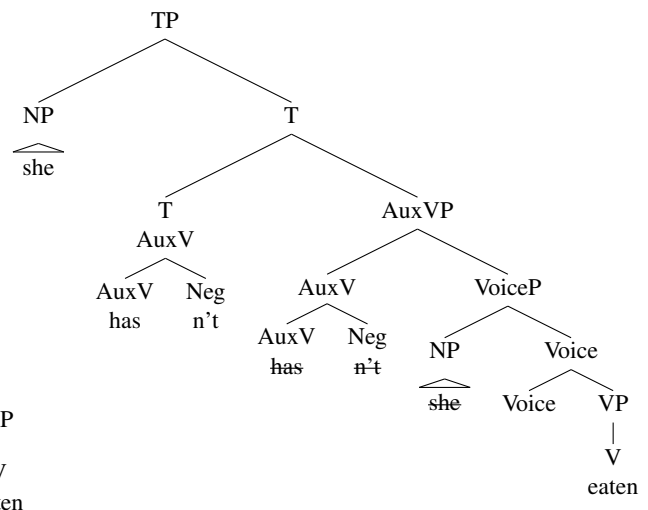 TP
NP T
she
T AuxVP
AuxV
AuxV Neg AuxV VoiceP
has n't
AuxV Neg NP Voice
has n't
she Voice VP
P
V
eaten